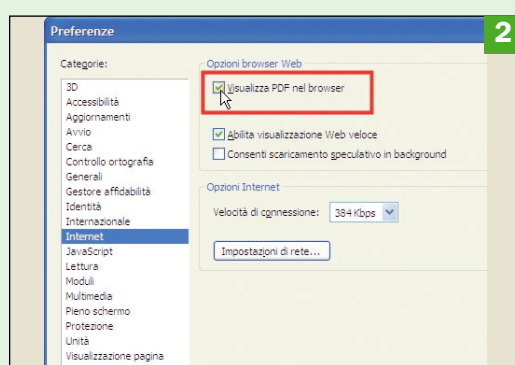 Preferenze
2
Categorie:
3D
Accessibilità
Aggiornamenti
Avvio
Cerca
Controllo ortografia
Generali
Gestore affidabilità
Identità
Internazionale
Internet
JavaScript
Lettura
Moduli
Multimedia
Pieno schermo
Protezione
Unità
Visualizzazione pagina
Opzioni browser Web
Visualizza PDF nel browser
Abilita visualizzazione Web veloce
Consenti scaricamento speculativo in background
Opzioni Internet
Velocità di connessione: 384 Kbps
Impostazioni di rete...